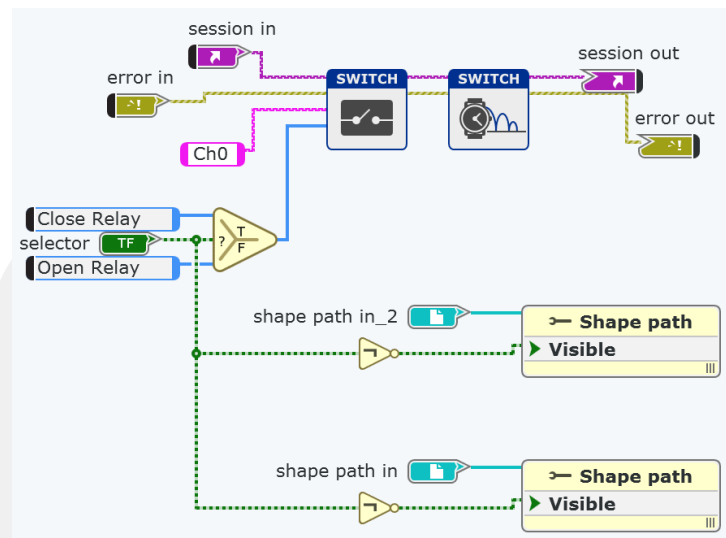 session in
session out
error in
SWITCH
SWITCH
error out
Ch0
Close Relay
T
selector
TF
?
F
Open Relay
shape path in_2
Shape path
Visible
shape path in
Shape path
Visible